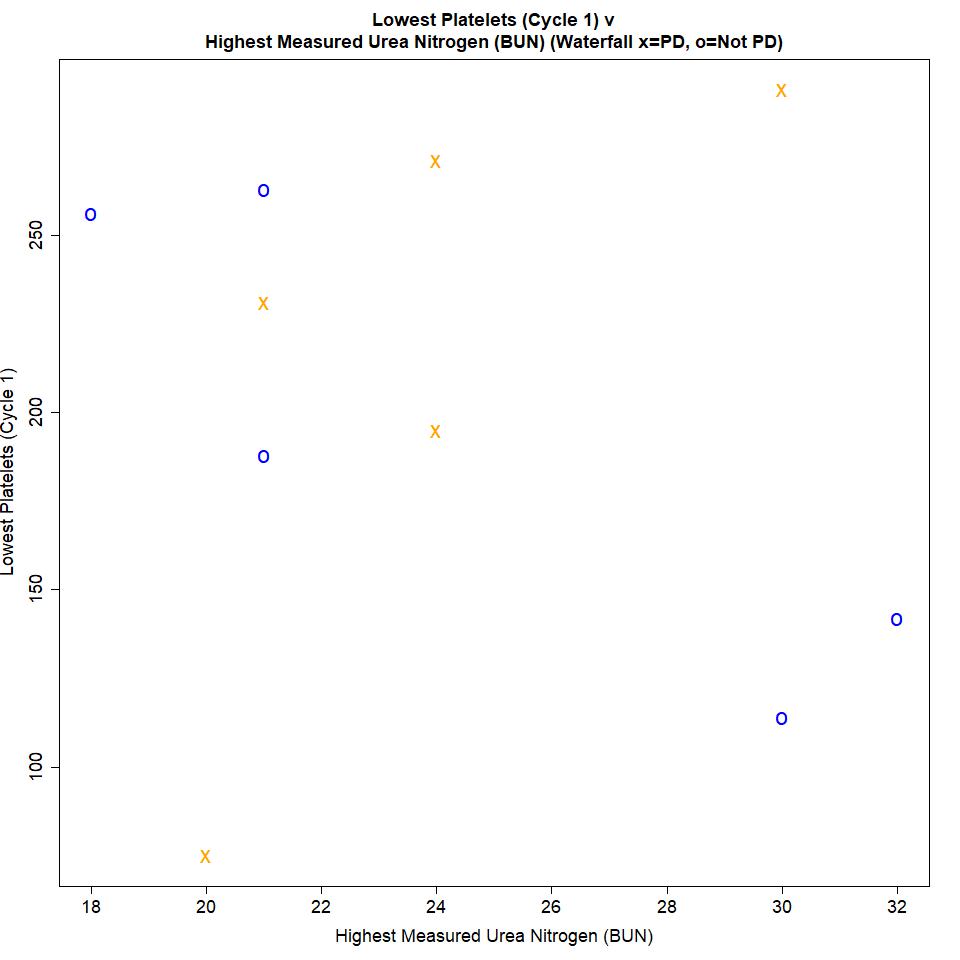 Lowest Platelets (Cycle 1) v
Highest Measured Urea Nitrogen (BUN) (Waterfall x=PD, o=Not PD)
X
X
O
O
250
X
Lowest Platelets (Cycle 1)
200
X
O
150
O
O
100
X
18 20 22 24 26 28 30 32
Highest Measured Urea Nitrogen (BUN)